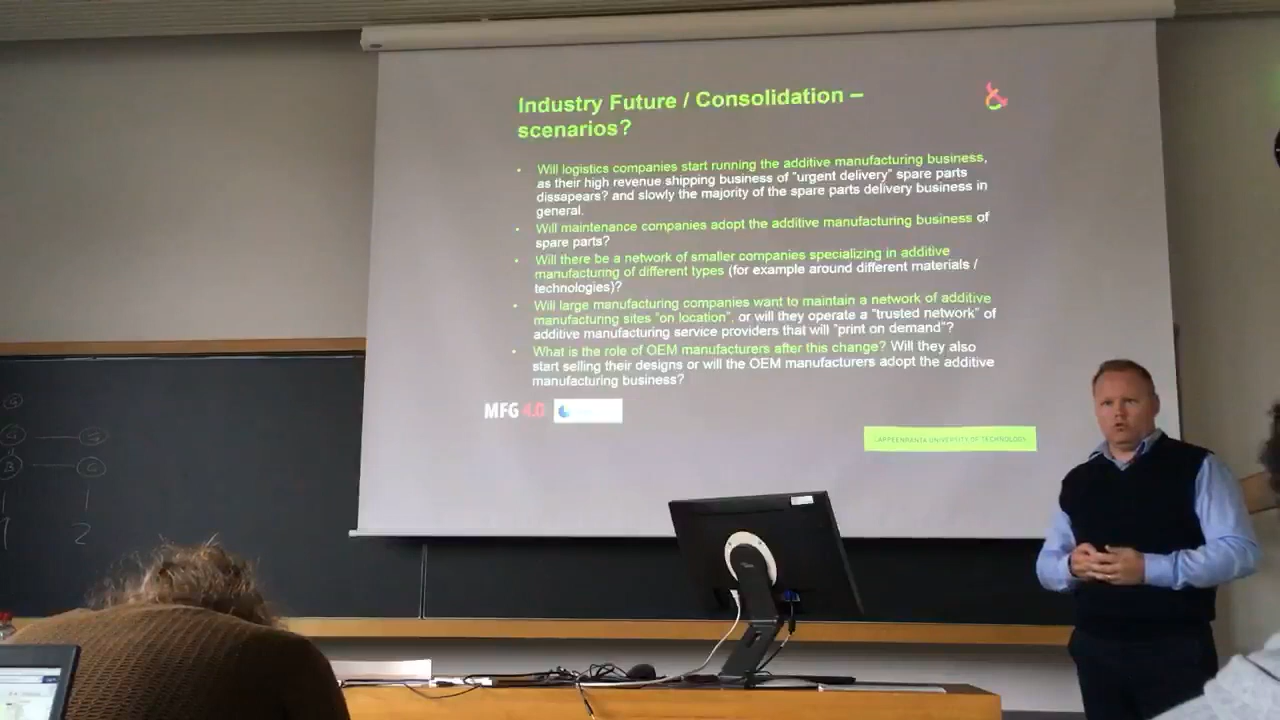 Industry Future / Consolidation –
scenarios?
• Will logistics companies start running the additive manufacturing business,
as their high revenue shipping business of "urgent delivery" spare parts
dissapears? and slowly the majority of the spare parts delivery business in
general.
• Will maintenance companies adopt the additive manufacturing business of
spare parts?
• Will there be a network of smaller companies specializing in additive
manufacturing of different types (for example around different materials /
technologies)?
• Will large manufacturing companies want to maintain a network of additive
manufacturing sites "on location", or will they operate a "trusted network" of
additive manufacturing service providers that will "print on demand"?
• What is the role of OEM manufacturers after this change? Will they also
start selling their designs or will the OEM manufacturers adopt the additive
manufacturing business?
MFG 4.0
LAPPEENRANTA UNIVERSITY OF TECHNOLOGY
2